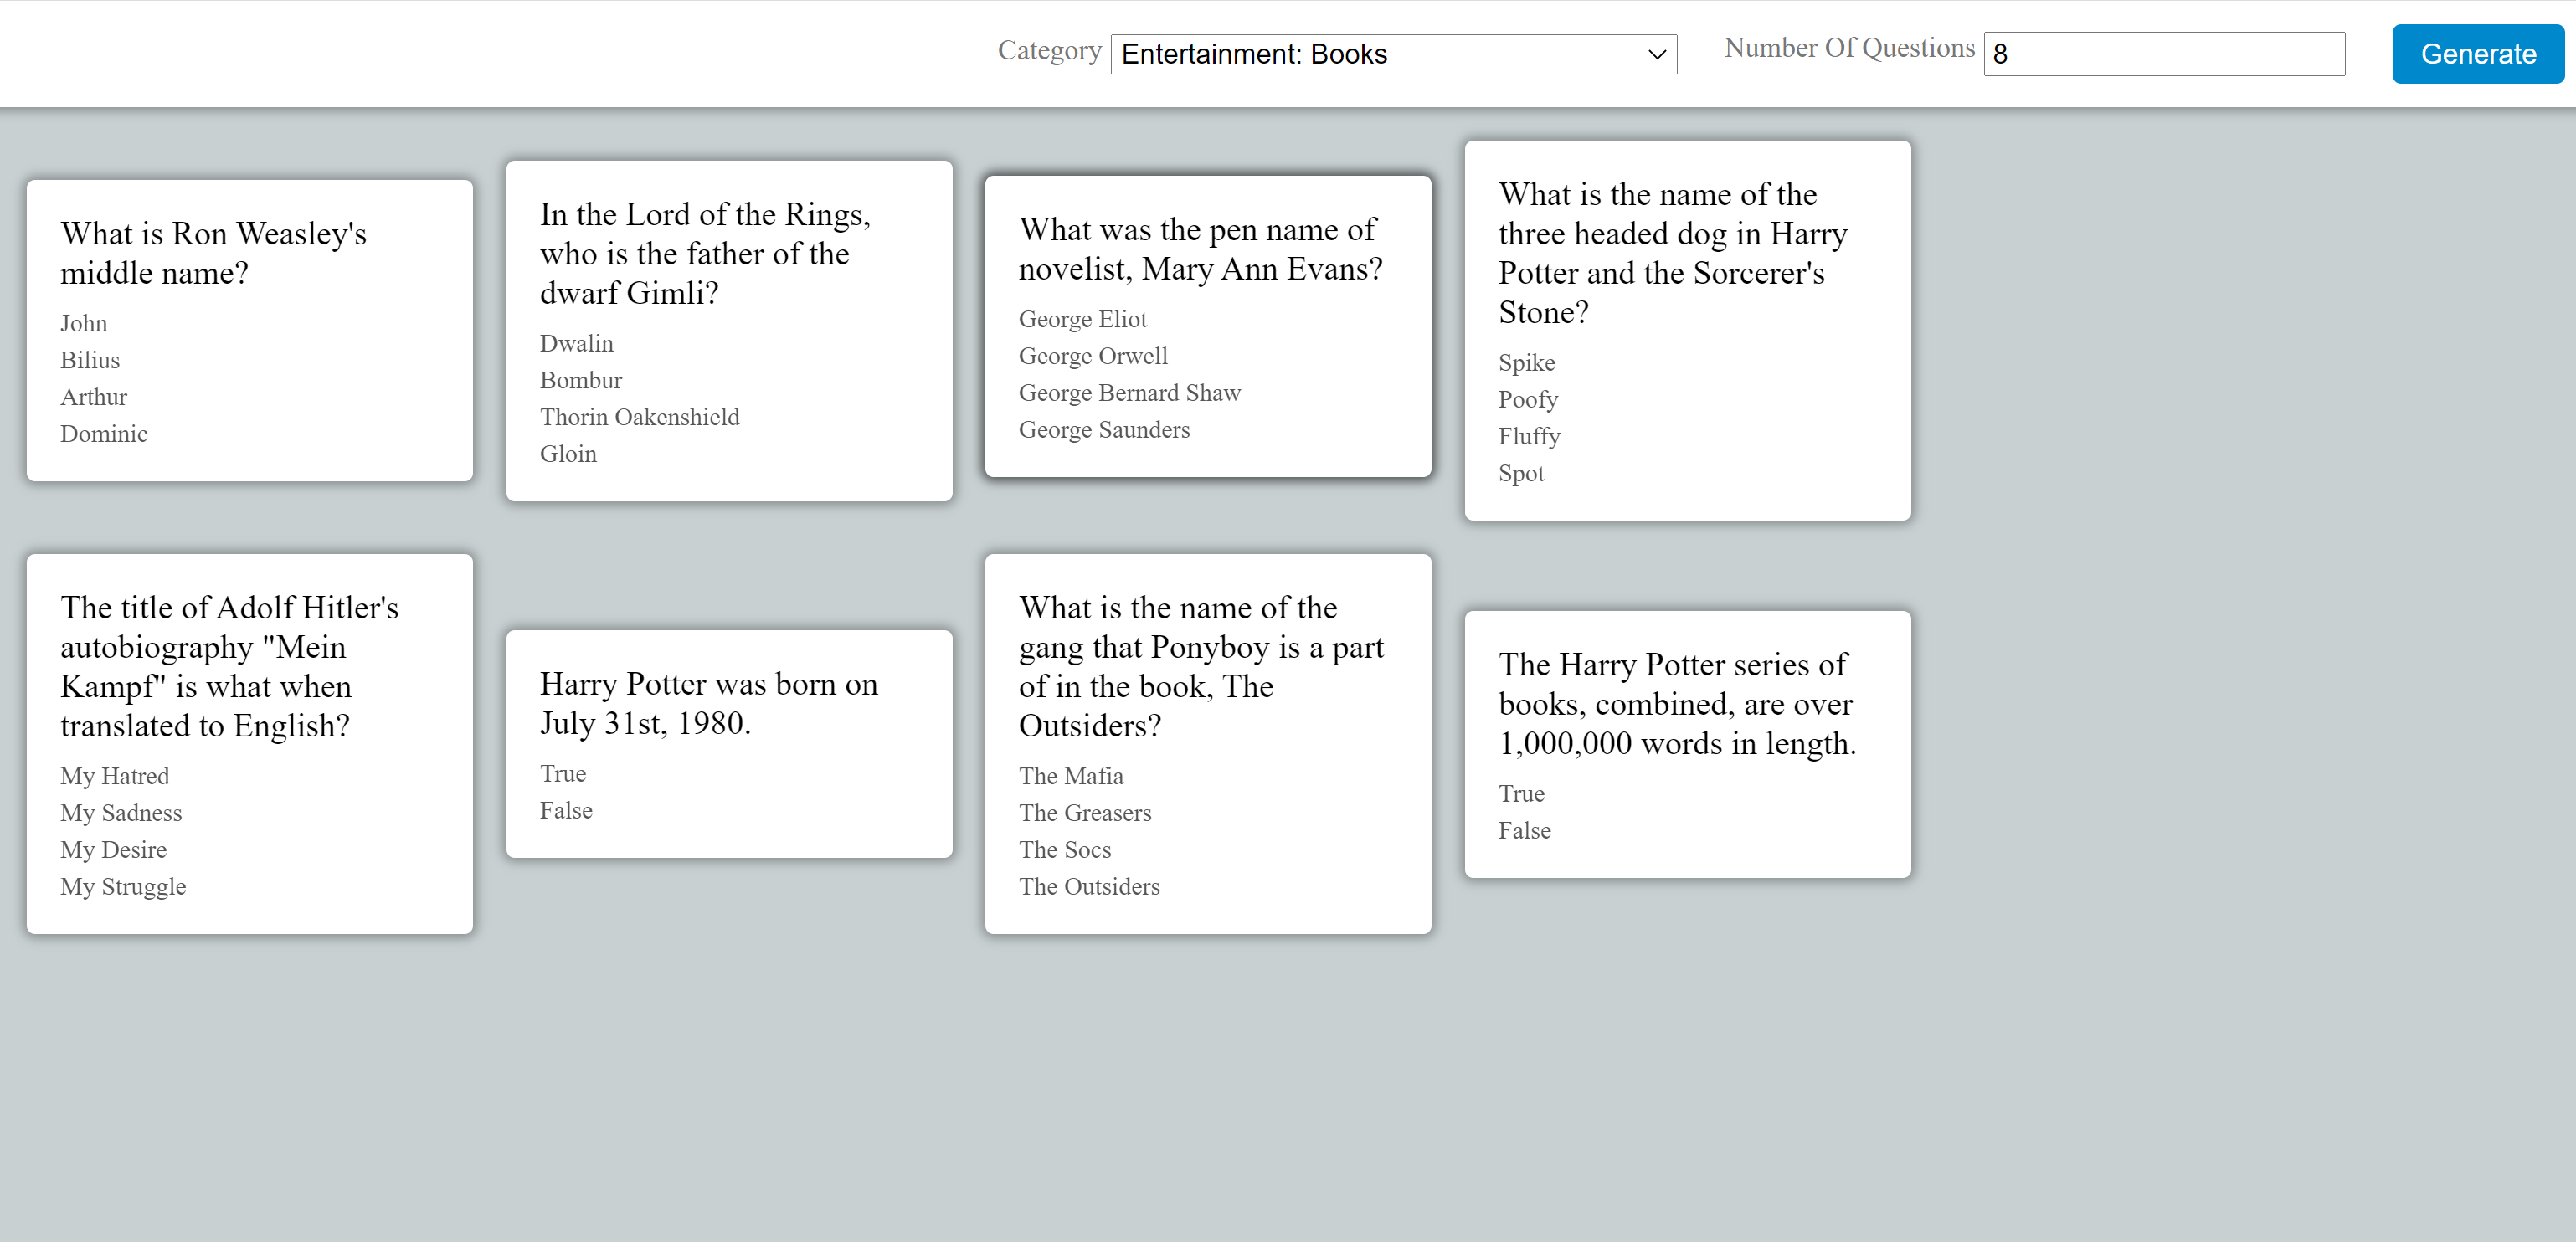 Category Entertainment: Books Number Of Questions 8 Generate
What is Ron Weasley's
middle name?
John
Bilius
Arthur
Dominic
In the Lord of the Rings,
who is the father of the
dwarf Gimli?
Dwalin
Bombur
Thorin Oakenshield
Gloin
What was the pen name of
novelist, Mary Ann Evans?
George Eliot
George Orwell
George Bernard Shaw
George Saunders
What is the name of the
three headed dog in Harry
Potter and the Sorcerer's
Stone?
Spike
Poofy
Fluffy
Spot
The title of Adolf Hitler's
autobiography "Mein
Kampf" is what when
translated to English?
My Hatred
My Sadness
My Desire
My Struggle
Harry Potter was born on
July 31st, 1980.
True
False
What is the name of the
gang that Ponyboy is a part
of in the book, The
Outsiders?
The Mafia
The Greasers
The Socs
The Outsiders
The Harry Potter series of
books, combined, are over
1,000,000 words in length.
True
False